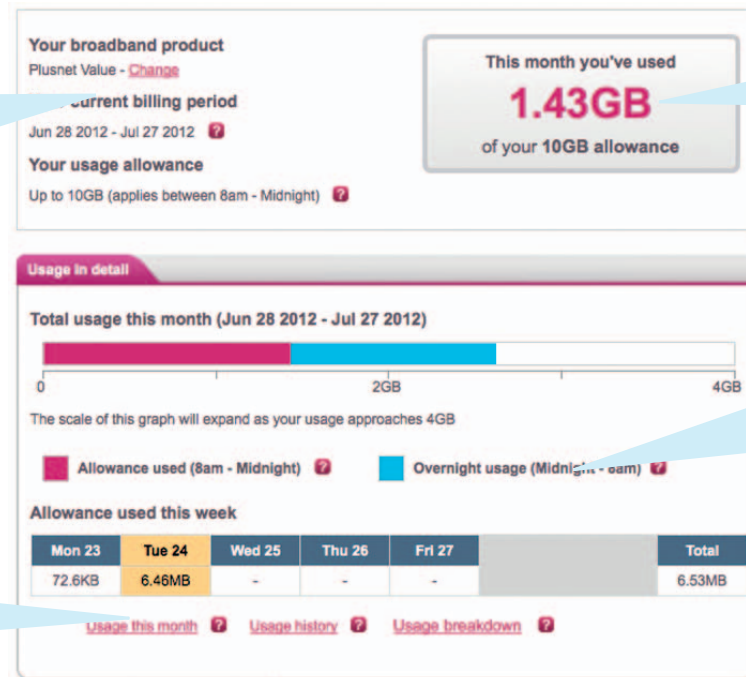 Your broadband product
Plusnet Value - Change
current billing period
Jun 28 2012 - Jul 27 2012 ?
Your usage allowance
Up to 10GB (applies between 8am - Midnight) ?
This month you've used
1.43GB
of your 10GB allowance
Usage in detail
Total usage this month (Jun 28 2012 - Jul 27 2012)
0 2GB 4GB
The scale of this graph will expand as your usage approaches 4GB
Allowance used (8am - Midnight) ? Overnight usage (Midnight - 8am) ?
Allowance used this week
Mon 23 Tue 24 Wed 25 Thu 26 Fri 27 Total
72.6KB 6.46MB - - - 6.53MB
Usage this month ? Usage history ? Usage breakdown ?